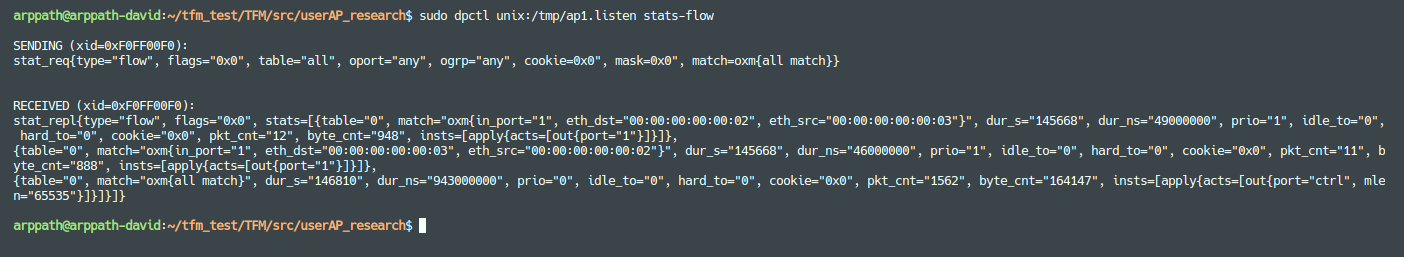 arppath@arppath-david:~/tfm_test/TFM/src/userAP_research$ sudo dpctl unix:/tmp/ap1.listen stats-flow
SENDING (xid=0xF0FF00F0):
stat_req{type="flow", flags="0x0", table="all", oport="any", ogrp="any", cookie=0x0", mask=0x0", match=oxm{all match}}
RECEIVED (xid=0xF0FF00F0):
stat_repl{type="flow", flags="0x0", stats=[{table="0", match="oxm{in_port="1", eth_dst="00:00:00:00:00:02", eth_src="00:00:00:00:00:03"}", dur_s="145668", dur_ns="49000000", prio="1", idle_to="0",
hard_to="0", cookie="0x0", pkt_cnt="12", byte_cnt="948", insts=[apply{acts=[out{port="1"}]}]},
{table="0", match="oxm{in_port="1", eth_dst="00:00:00:00:00:03", eth_src="00:00:00:00:00:02"}", dur_s="145668", dur_ns="46000000", prio="1", idle_to="0", hard_to="0", cookie="0x0", pkt_cnt="11", b
yte_cnt="888", insts=[apply{acts=[out{port="1"}]}]},
{table="0", match="oxm{all match}", dur_s="146810", dur_ns="943000000", prio="0", idle_to="0", hard_to="0", cookie="0x0", pkt_cnt="1562", byte_cnt="164147", insts=[apply{acts=[out{port="ctrl", mle
n="65535"}]}]}]}
arppath@arppath-david:~/tfm_test/TFM/src/userAP_research$